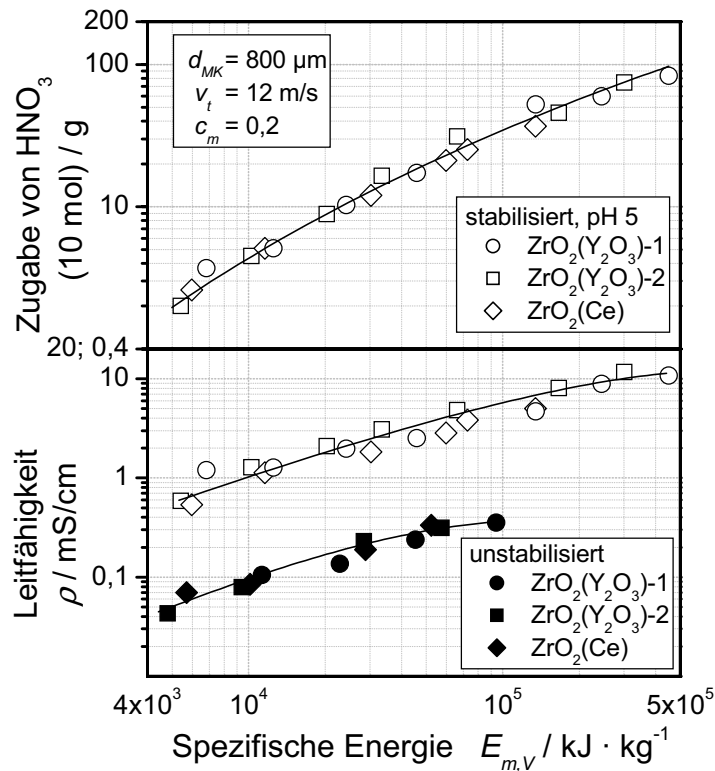 200
100
10
20; 0,4
Zugabe von HNO₃
(10 mol) / g
d_MK = 800 µm
v_t = 12 m/s
c_m = 0,2
stabilisiert, pH 5
ZrO₂(Y₂O₃)-1
ZrO₂(Y₂O₃)-2
ZrO₂(Ce)
10
1
0,1
Leitfähigkeit
ρ / mS/cm
unstabilisiert
ZrO₂(Y₂O₃)-1
ZrO₂(Y₂O₃)-2
ZrO₂(Ce)
4x10³ 10⁴ 10⁵ 5x10⁵
Spezifische Energie E_m,V / kJ · kg⁻¹